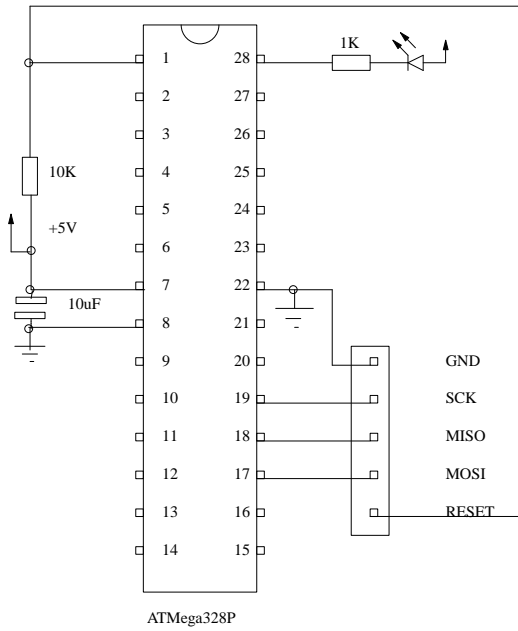 1K
1 28
2 27
3 26
10K
4 25
5 24
+5V
6 23
7 22
10uF
8 21
9 20 GND
10 19 SCK
11 18 MISO
12 17 MOSI
13 16 RESET
14 15
ATMega328P